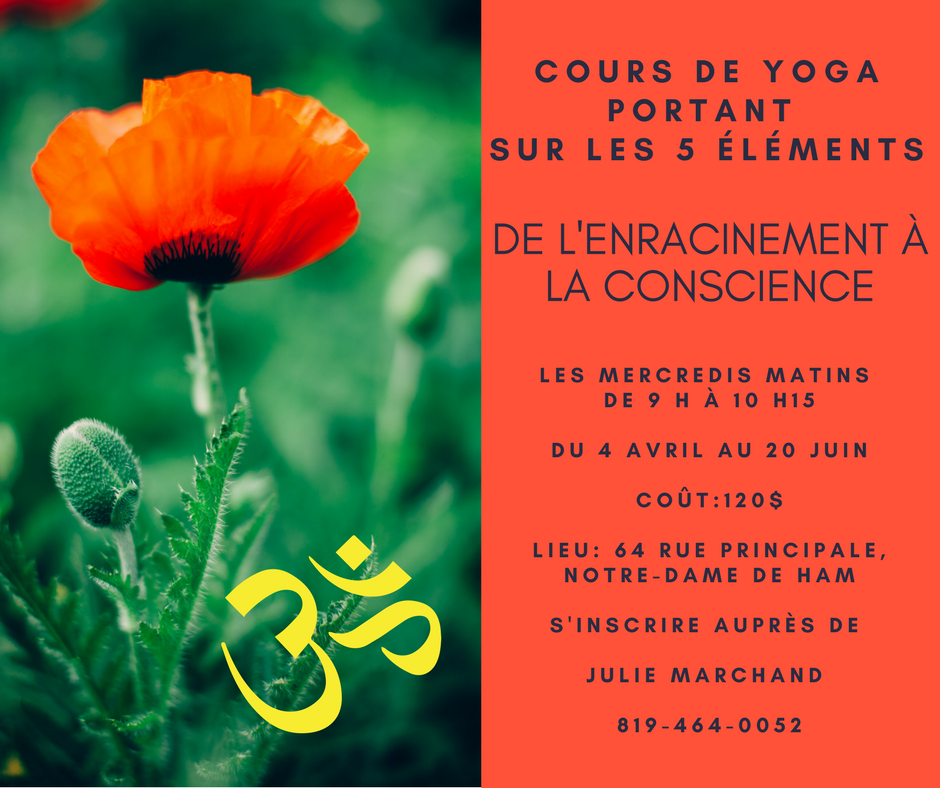 COURS DE YOGA
PORTANT
SUR LES 5 ÉLÉMENTS
DE L'ENRACINEMENT À
LA CONSCIENCE
LES MERCREDIS MATINS
DE 9 H À 10 H15
DU 4 AVRIL AU 20 JUIN
COÛT:120$
LIEU: 64 RUE PRINCIPALE,
NOTRE-DAME DE HAM
S'INSCRIRE AUPRÈS DE
JULIE MARCHAND
819-464-0052
ॐ